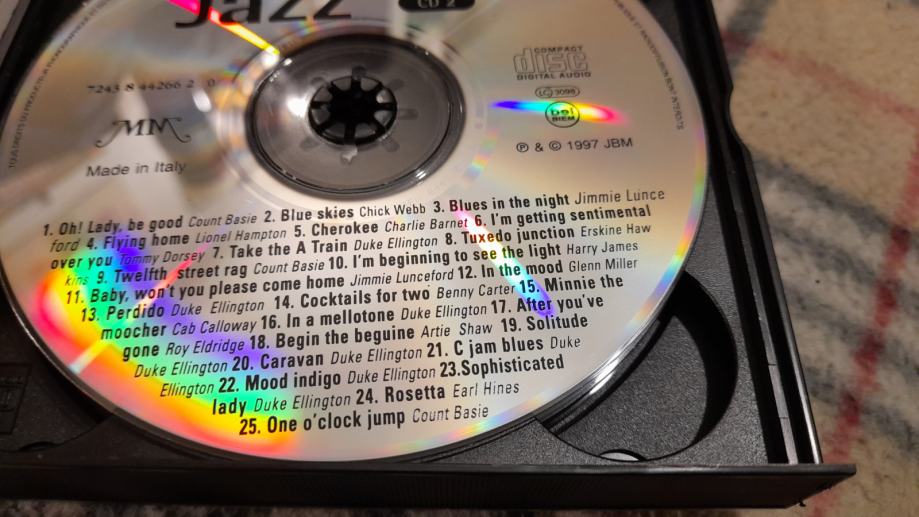 Jazz
CD 2
7243 8 44266 2 0
MM
Made in Italy
COMPACT
disc
DIGITAL AUDIO
LC 3098
BIEM
℗ & © 1997 JBM
1. Oh! Lady, be good Count Basie 2. Blue skies Chick Webb 3. Blues in the night Jimmie Lunce
ford 4. Flying home Lionel Hampton 5. Cherokee Charlie Barnet 6. I'm getting sentimental
over you Tommy Dorsey 7. Take the A Train Duke Ellington 8. Tuxedo junction Erskine Haw
kins 9. Twelfth street rag Count Basie 10. I'm beginning to see the light Harry James
11. Baby, won't you please come home Jimmie Lunceford 12. In the mood Glenn Miller
13. Perdido Duke Ellington 14. Cocktails for two Benny Carter 15. Minnie the
moocher Cab Calloway 16. In a mellotone Duke Ellington 17. After you've
gone Roy Eldridge 18. Begin the beguine Artie Shaw 19. Solitude
Duke Ellington 20. Caravan Duke Ellington 21. C jam blues Duke
Ellington 22. Mood indigo Duke Ellington 23.Sophisticated
lady Duke Ellington 24. Rosetta Earl Hines
25. One o'clock jump Count Basie